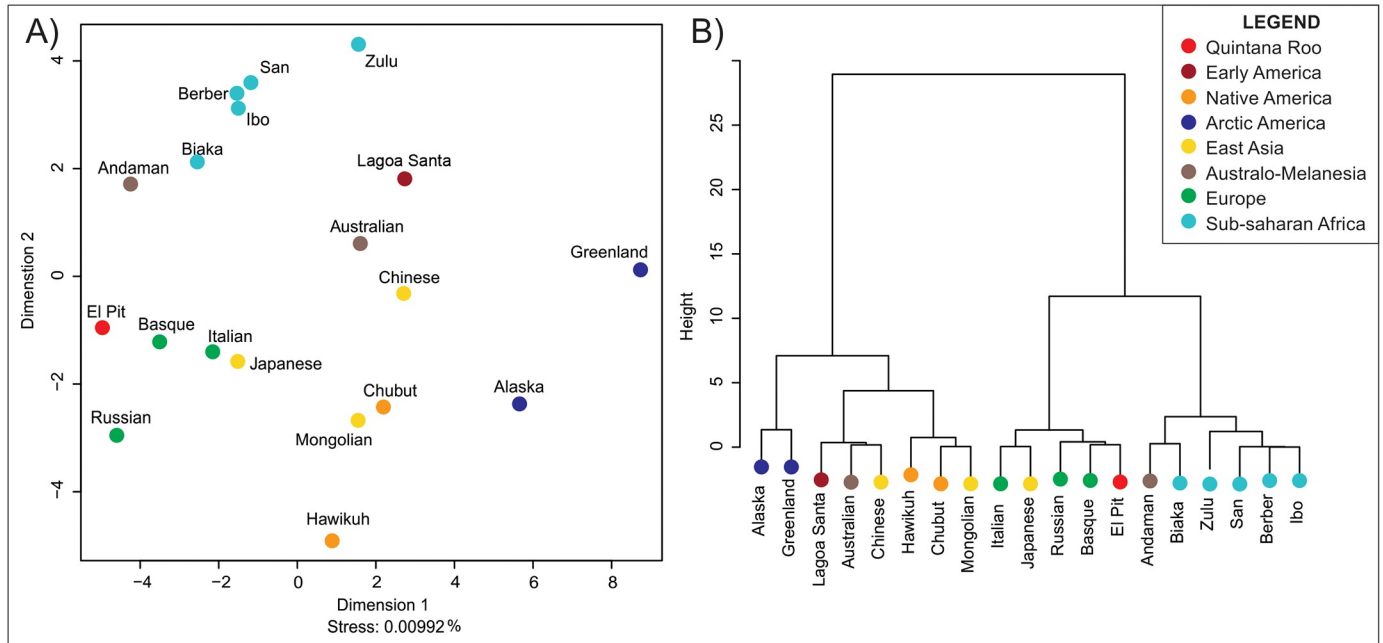 A)
4
2
0
−2
−4
Dimenstion 2
Zulu
San
Berber
Ibo
Biaka
Andaman
Lagoa Santa
Australian
Greenland
Chinese
El Pit
Basque
Italian
Japanese
Chubut
Alaska
Russian
Mongolian
Hawikuh
−4
−2
0
2
4
6
8
Dimension 1
Stress: 0.00992 %
B)
25
20
15
10
5
0
Height
Alaska
Greenland
Lagoa Santa
Australian
Chinese
Hawikuh
Chubut
Mongolian
Italian
Japanese
Russian
Basque
El Pit
Andaman
Biaka
Zulu
San
Berber
Ibo
LEGEND
Quintana Roo
Early America
Native America
Arctic America
East Asia
Australo-Melanesia
Europe
Sub-saharan Africa